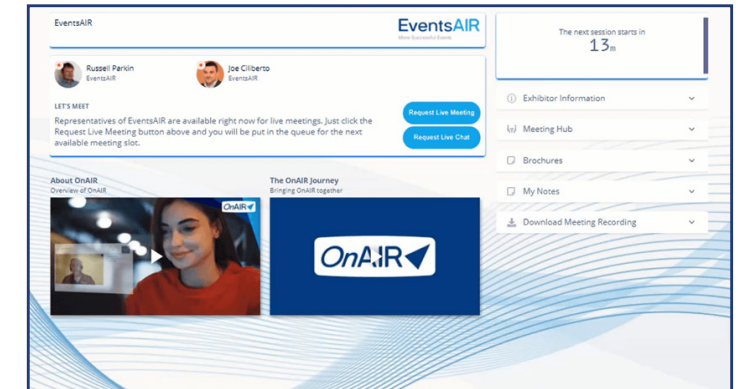 EventsAIR
EventsAIR
More Successful Events
Russell Parkin
EventsAIR
Joe Ciliberto
EventsAIR
LET'S MEET
Representatives of EventsAIR are available right now for live meetings. Just click the
Request Live Meeting button above and you will be put in the queue for the next
available meeting slot.
Request Live Meeting
Request Live Chat
About OnAIR
Overview of OnAIR
OnAIR
The OnAIR Journey
Bringing OnAIR together
OnAIR
The next session starts in
13m
Exhibitor Information
Meeting Hub
Brochures
My Notes
Download Meeting Recording